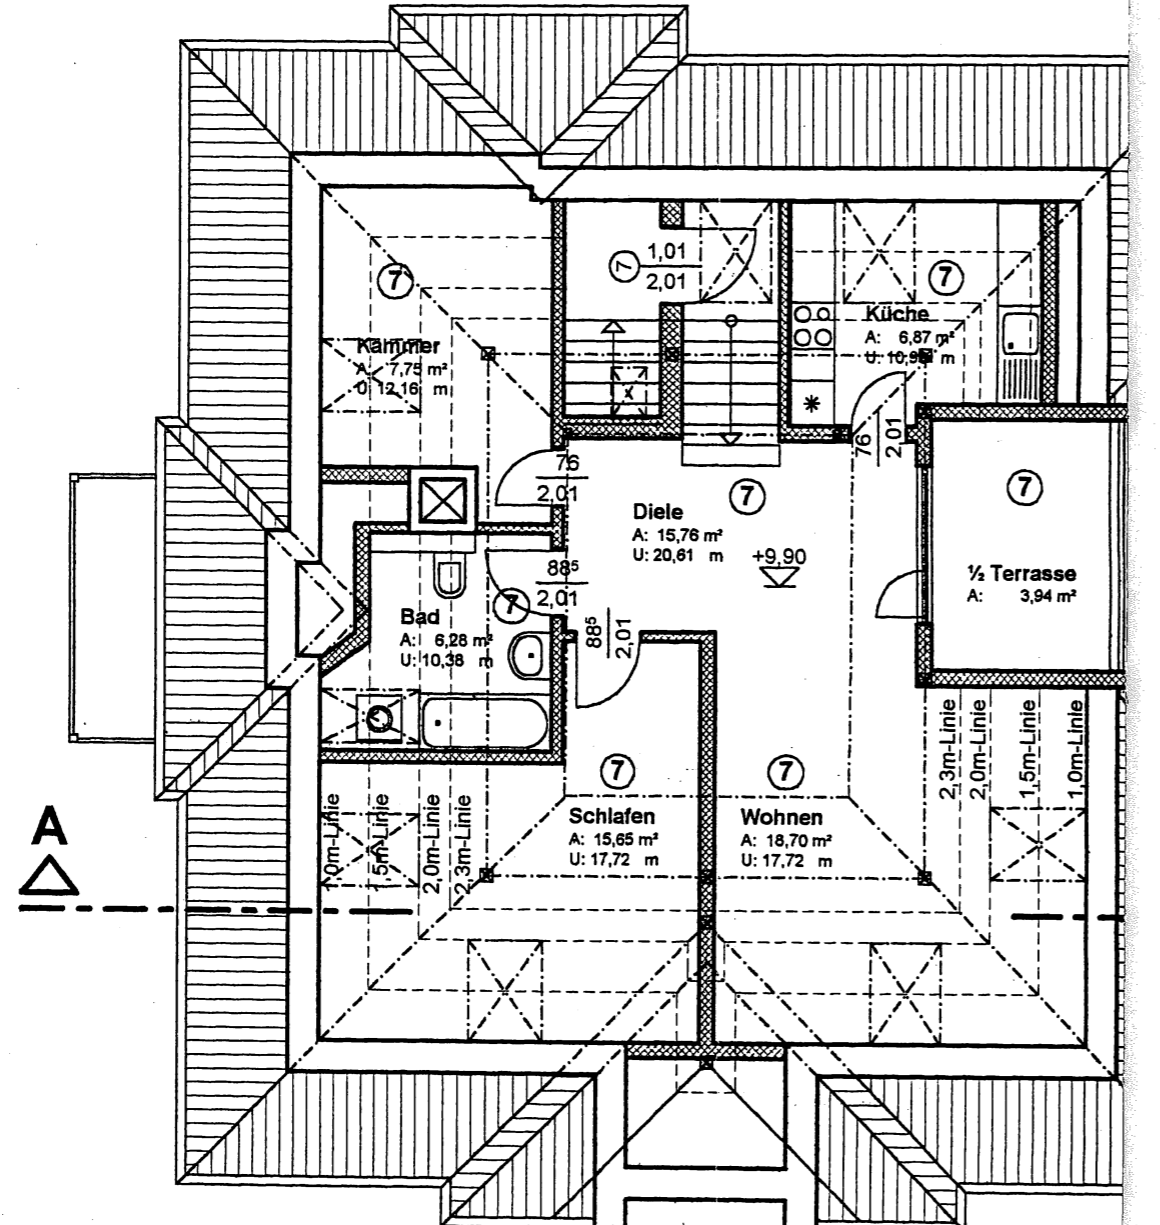 7
1,01
2,01
7
7
Küche
A: 6,87 m²
Kammer
A 7,75 m²
12,16 m
76
2,01
76
2,01
7
7
Diele
A: 15,76 m²
U: 20,61 m
+9,90
½ Terrasse
A: 3,94 m²
88⁵
2,01
7
Bad
A: 6,28 m²
U: 10,38 m
88⁵
2,01
2,3m-Linie
2,0m-Linie
1,5m-Linie
1,0m-Linie
7
7
Schlafen
A: 15,65 m²
U: 17,72 m
Wohnen
A: 18,70 m²
U: 17,72 m
A
,0m-Linie
,5m-Linie
2,0m-Linie
2,3m-Linie